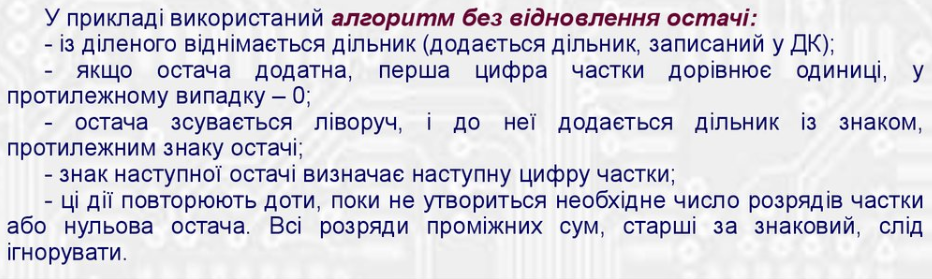 У прикладі використаний алгоритм без відновлення остачі:
- із діленого віднімається дільник (додається дільник, записаний у ДК);
- якщо остача додатна, перша цифра частки дорівнює одиниці, у
протилежному випадку – 0;
- остача зсувається ліворуч, і до неї додається дільник із знаком,
протилежним знаку остачі;
- знак наступної остачі визначає наступну цифру частки;
- ці дії повторюють доти, поки не утвориться необхідне число розрядів частки
або нульова остача. Всі розряди проміжних сум, старші за знаковий, слід
ігнорувати.